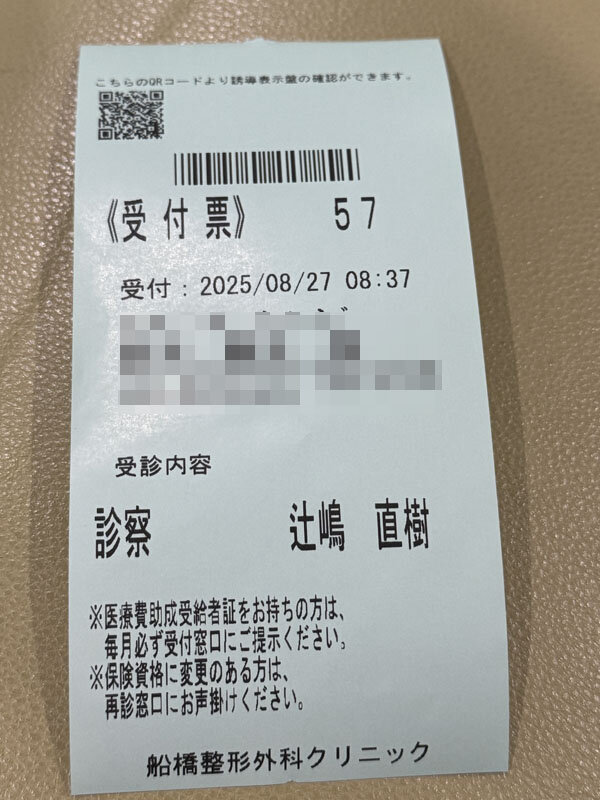 こちらのQRコードより誘導表示盤の確認ができます。
《受付票》 57
受付：2025/08/27 08:37
受診内容
診察 辻嶋 直樹
※医療費助成受給者証をお持ちの方は、
毎月必ず受付窓口にご提示ください。
※保険資格に変更のある方は、
再診窓口にお声掛けください。
船橋整形外科クリニック